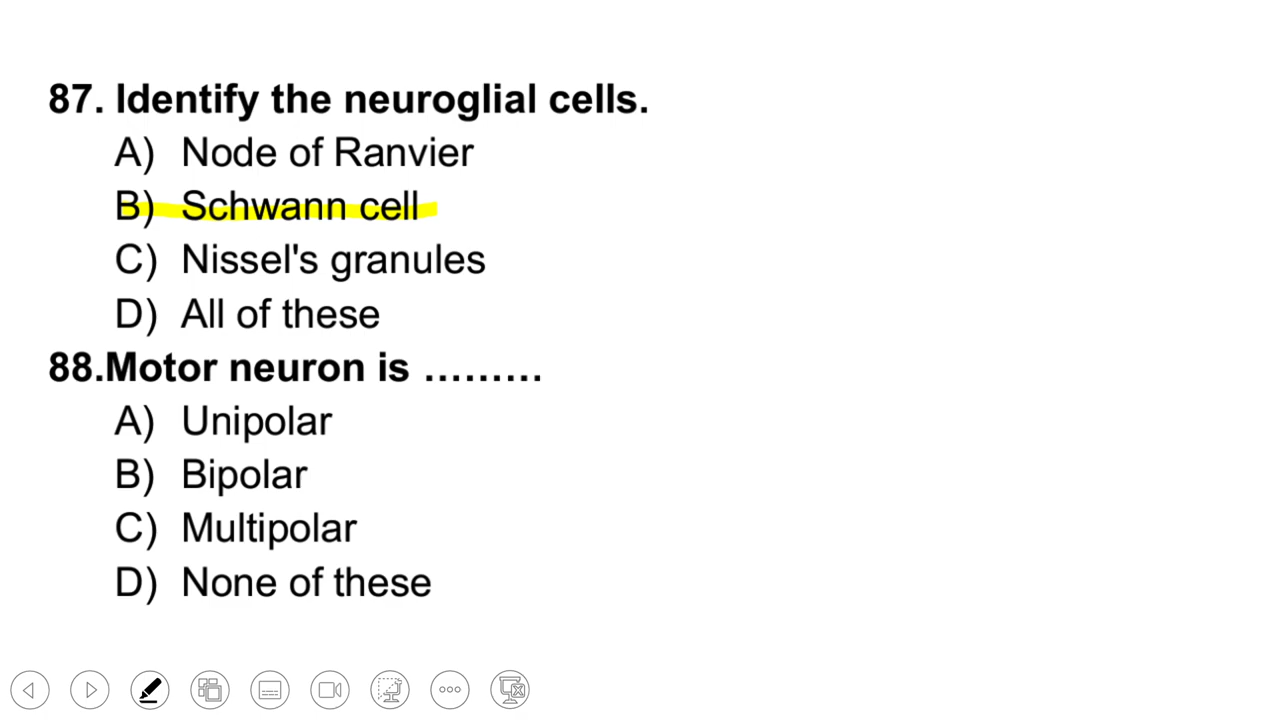 87. Identify the neuroglial cells.
A) Node of Ranvier
B) Schwann cell
C) Nissel's granules
D) All of these
88.Motor neuron is ………
A) Unipolar
B) Bipolar
C) Multipolar
D) None of these